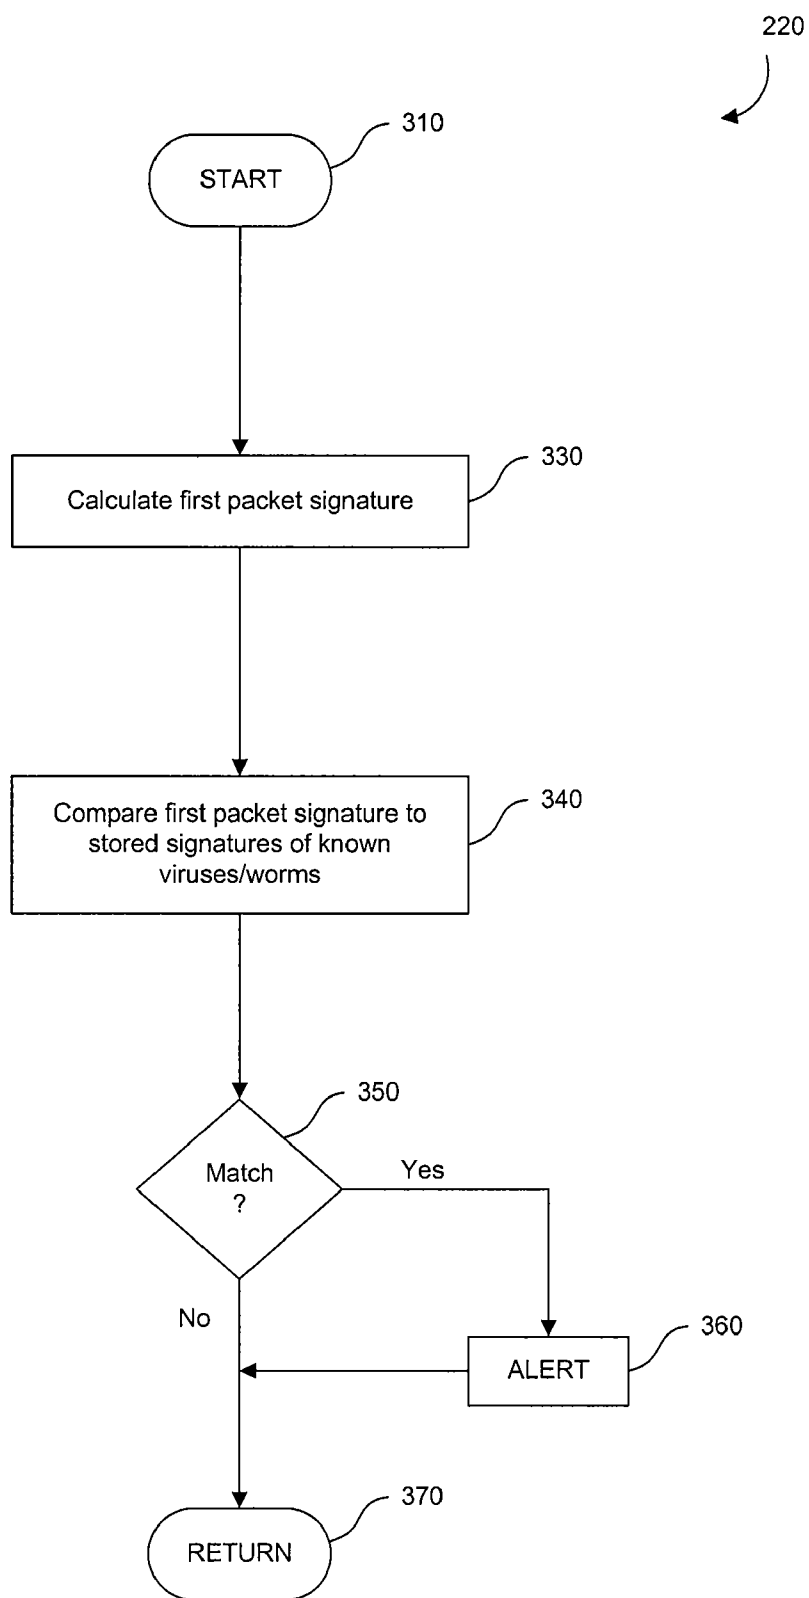 220
310
START
330
Calculate first packet signature
340
Compare first packet signature to
stored signatures of known
viruses/worms
350
Match
?
Yes
No
360
ALERT
370
RETURN